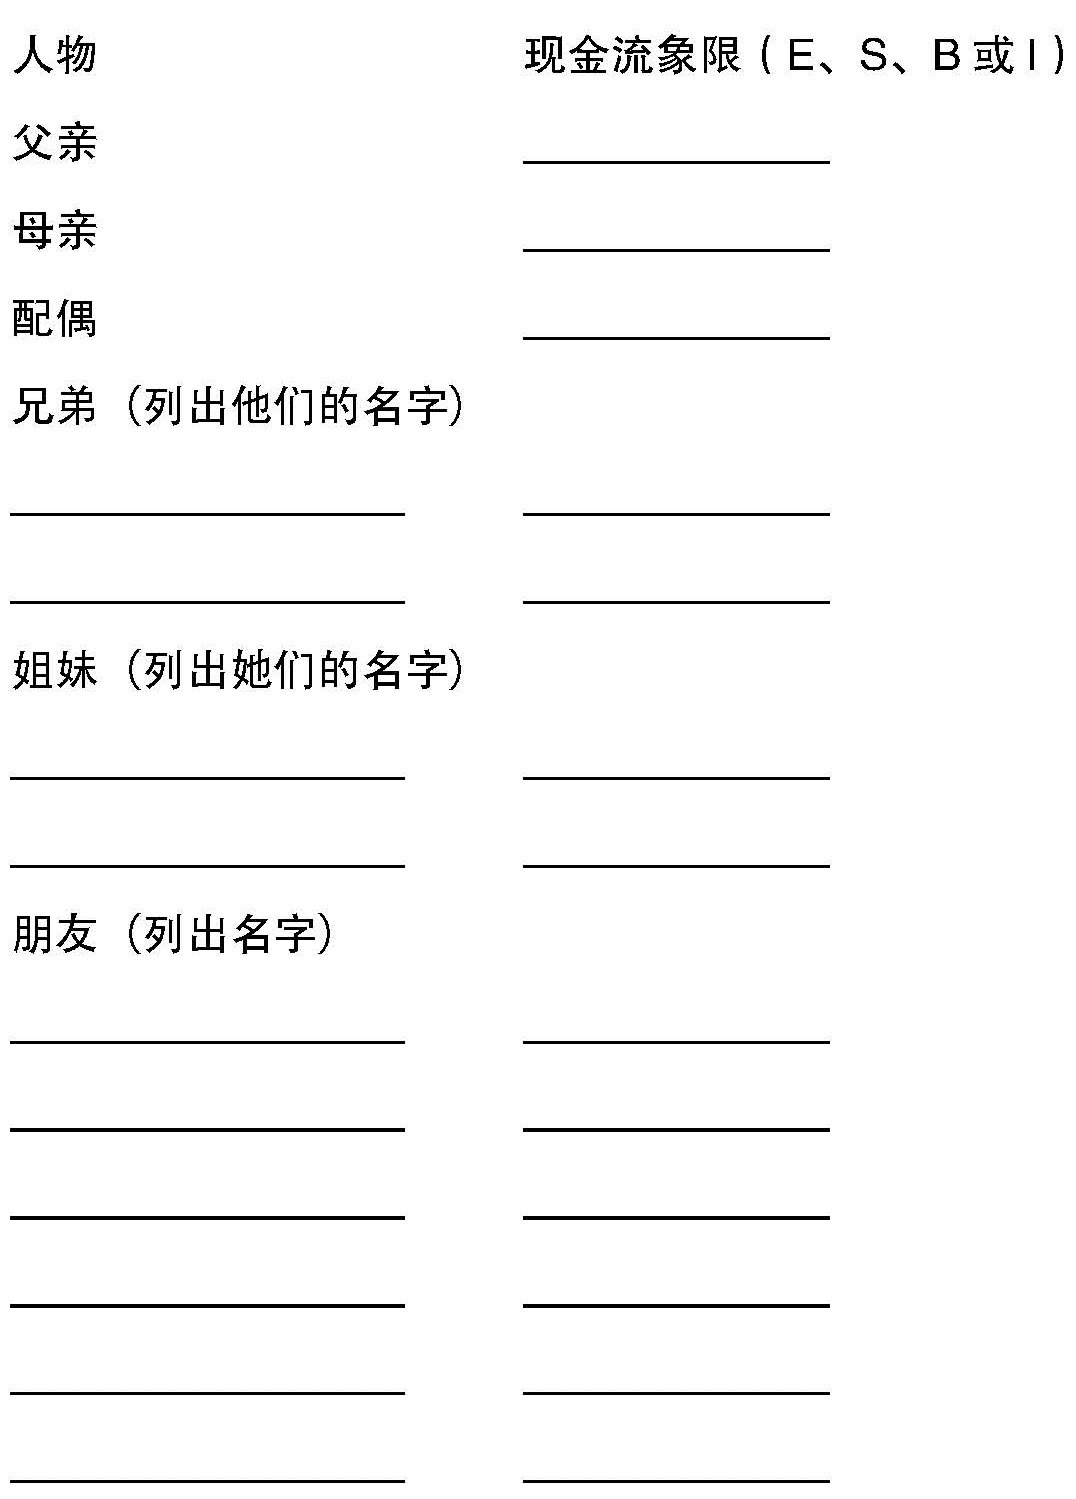 人物 现金流象限（E、S、B或I）
父亲
母亲
配偶
兄弟（列出他们的名字）
姐妹（列出她们的名字）
朋友（列出名字）